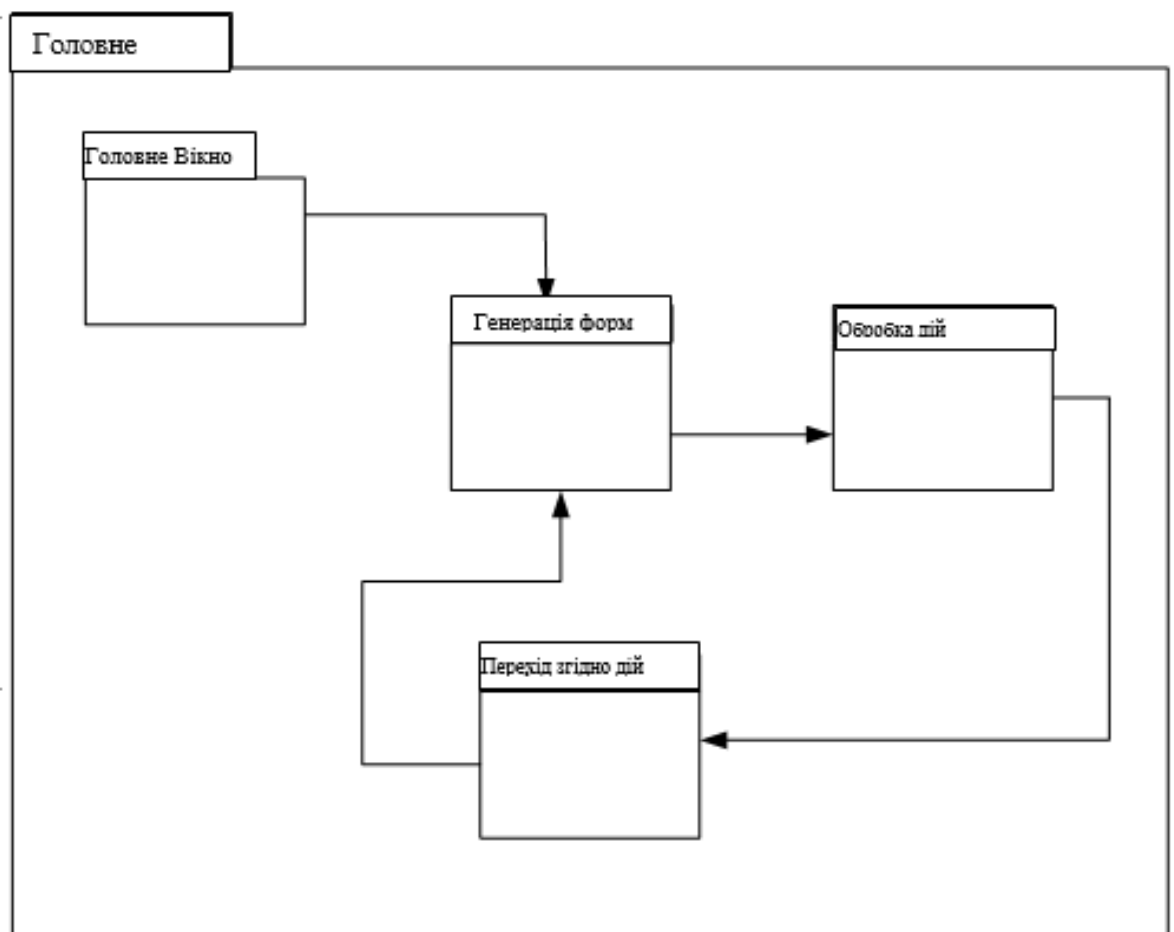 Головне
Головне Вікно
Генерація форм
Обробка дій
Перехід згідно дій